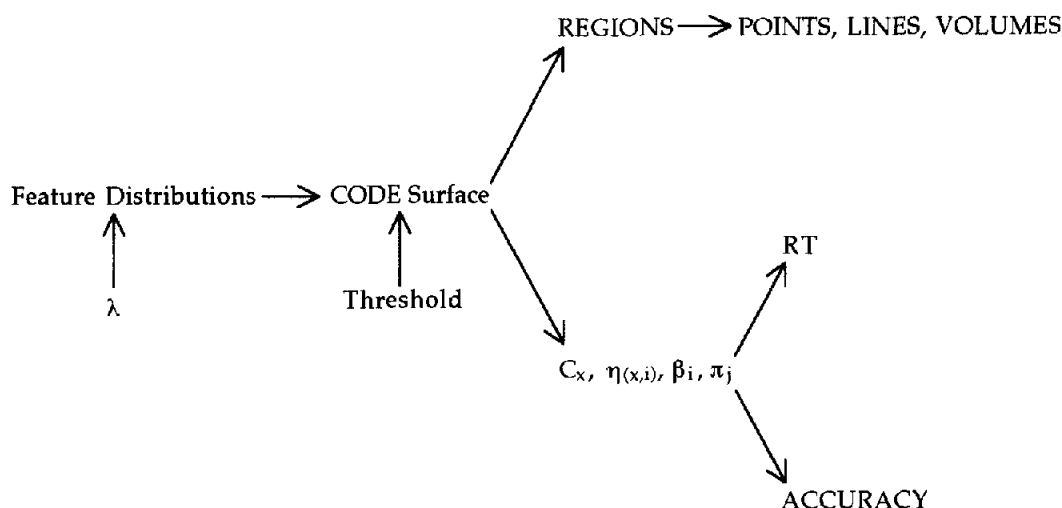 REGIONS → POINTS, LINES, VOLUMES
Feature Distributions → CODE Surface
RT
λ
Threshold
Cₓ, η(x,i), βᵢ, πⱼ
ACCURACY